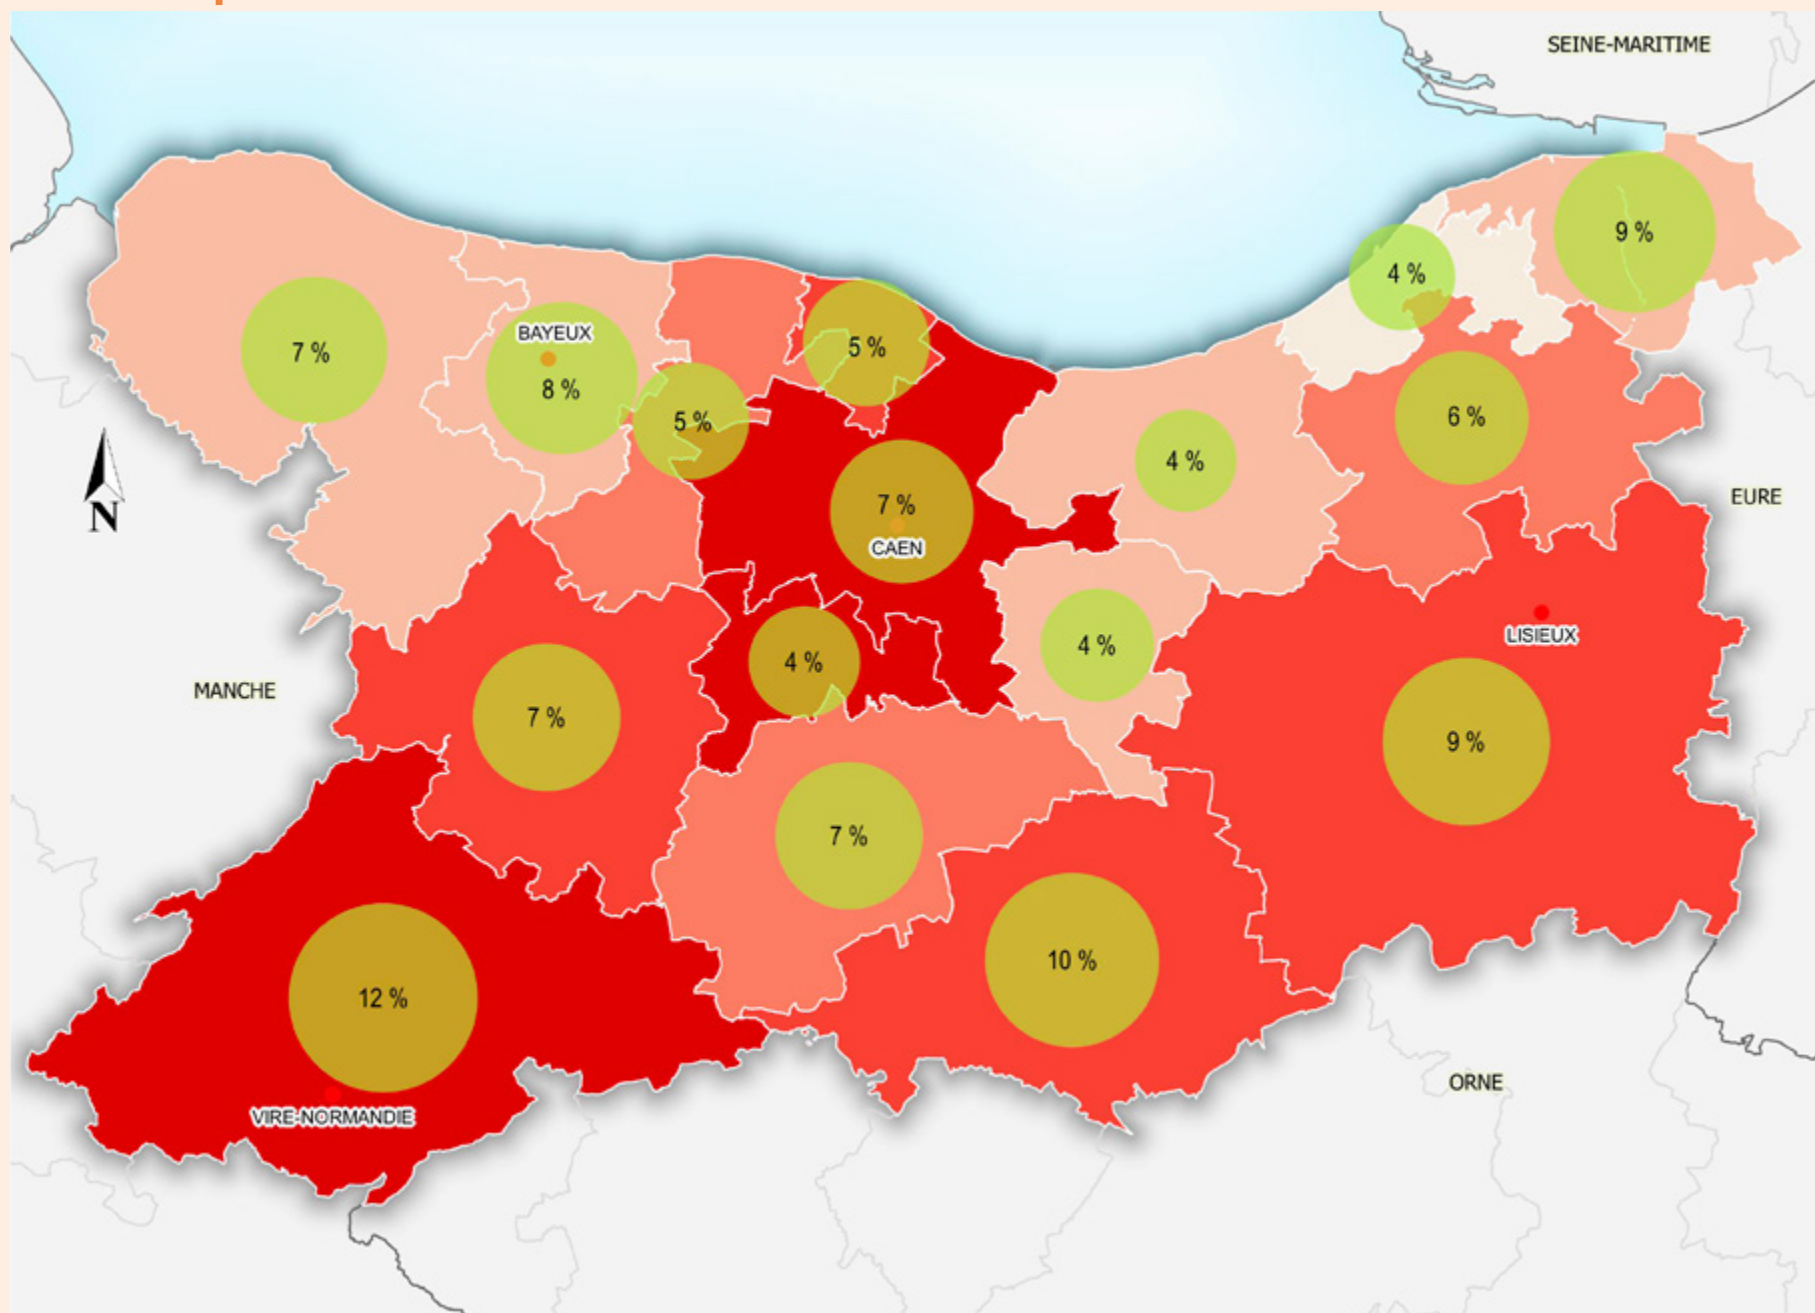 SEINE-MARITIME
9 %
4 %
BAYEUX
7 %
5 %
8 %
5 %
6 %
4 %
7 %
EURE
N
CAEN
LISIEUX
4 %
4 %
MANCHE
7 %
9 %
7 %
10 %
12 %
ORNE
VIRE-NORMANDIE